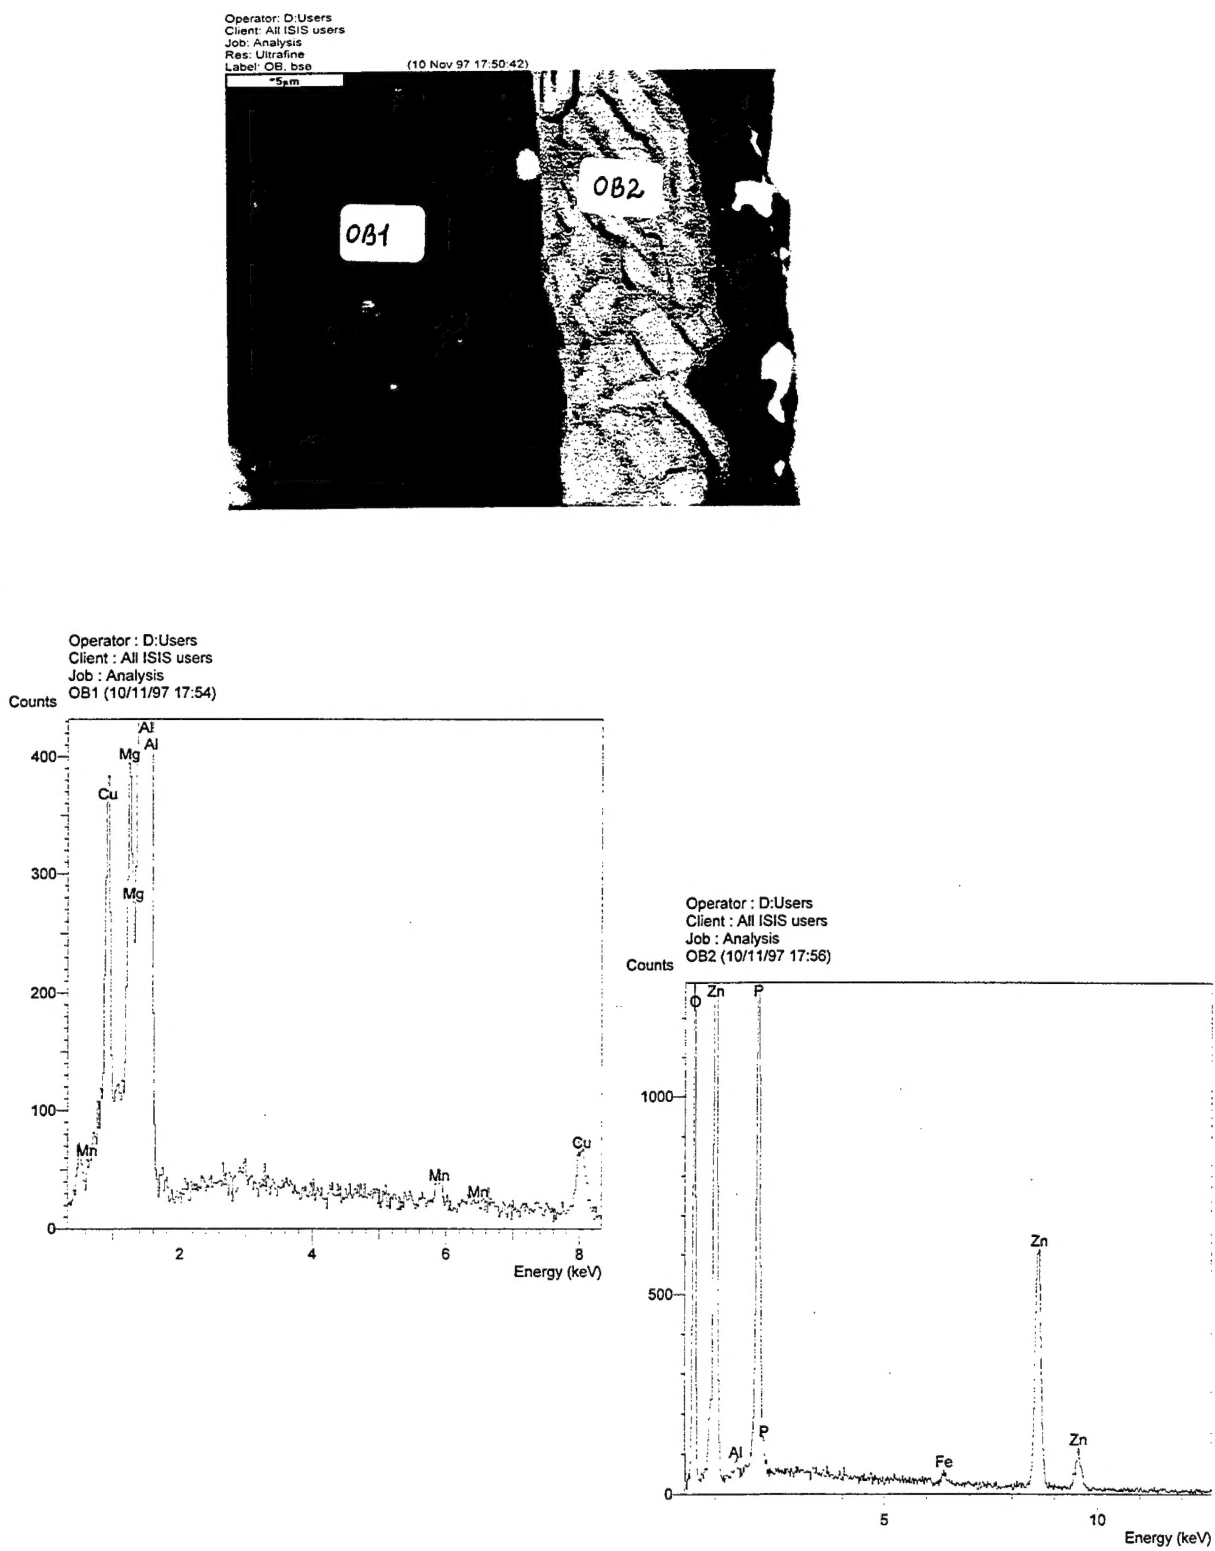 Operator: D:Users
Client: All ISIS users
Job: Analysis
Res: Ultrafine
Label: OB. bse (10 Nov 97 17:50:42)
5µm
OB2
OB1
Operator : D:Users
Client : All ISIS users
Job : Analysis
OB1 (10/11/97 17:54)
Counts
Al
Al
Mg
400
Cu
300
Mg
200
100
Mn
Cu
Mn
Mn
0
2 4 6 8
Energy (keV)
Operator : D:Users
Client : All ISIS users
Job : Analysis
OB2 (10/11/97 17:56)
Counts
O Zn P
1000
Zn
500
P
Al
Fe
Zn
0
5 10
Energy (keV)